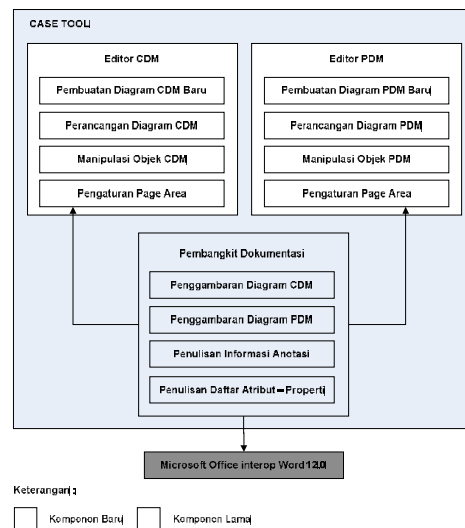 CASE TOOL
Editor CDM
Pembuatan Diagram CDM Baru
Perancangan Diagram CDM
Manipulasi Objek CDM
Pengaturan Page Area
Editor PDM
Pembuatan Diagram PDM Baru
Perancangan Diagram PDM
Manipulasi Objek PDM
Pengaturan Page Area
Pembangkit Dokumentasi
Penggambaran Diagram CDM
Penggambaran Diagram PDM
Penulisan Informasi Anotasi
Penulisan Daftar Atribut – Properti
Microsoft Office interop Word 12.0
Keterangan :
Komponen Baru Komponen Lama